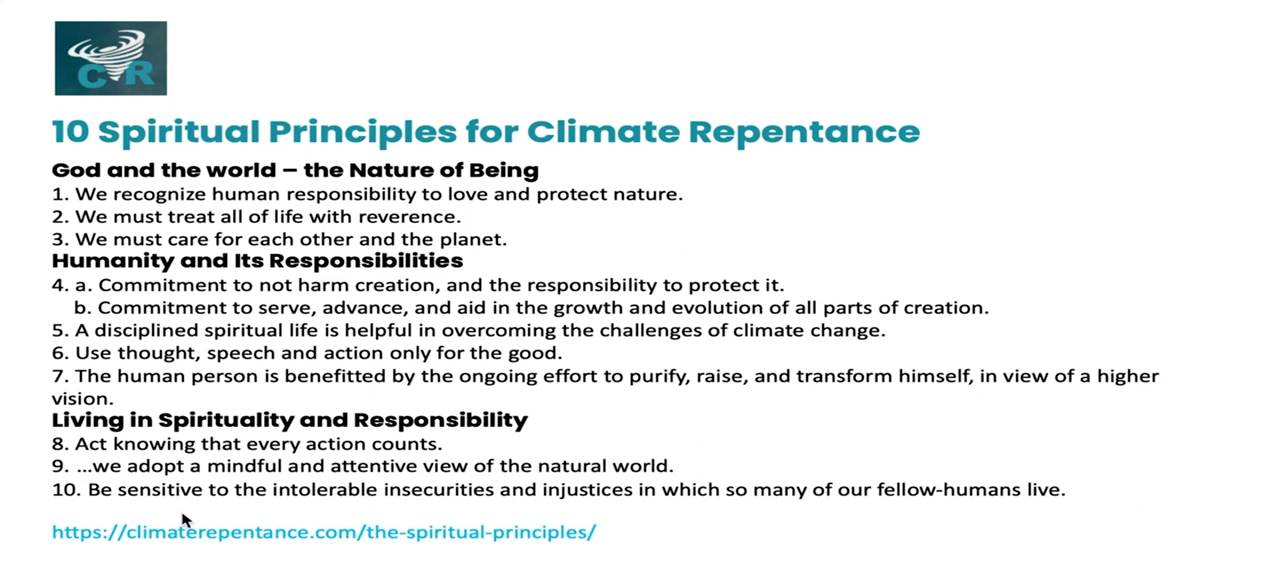 C R
10 Spiritual Principles for Climate Repentance
God and the world – the Nature of Being
1. We recognize human responsibility to love and protect nature.
2. We must treat all of life with reverence.
3. We must care for each other and the planet.
Humanity and Its Responsibilities
4. a. Commitment to not harm creation, and the responsibility to protect it.
b. Commitment to serve, advance, and aid in the growth and evolution of all parts of creation.
5. A disciplined spiritual life is helpful in overcoming the challenges of climate change.
6. Use thought, speech and action only for the good.
7. The human person is benefitted by the ongoing effort to purify, raise, and transform himself, in view of a higher
vision.
Living in Spirituality and Responsibility
8. Act knowing that every action counts.
9. ...we adopt a mindful and attentive view of the natural world.
10. Be sensitive to the intolerable insecurities and injustices in which so many of our fellow-humans live.
https://climaterepentance.com/the-spiritual-principles/